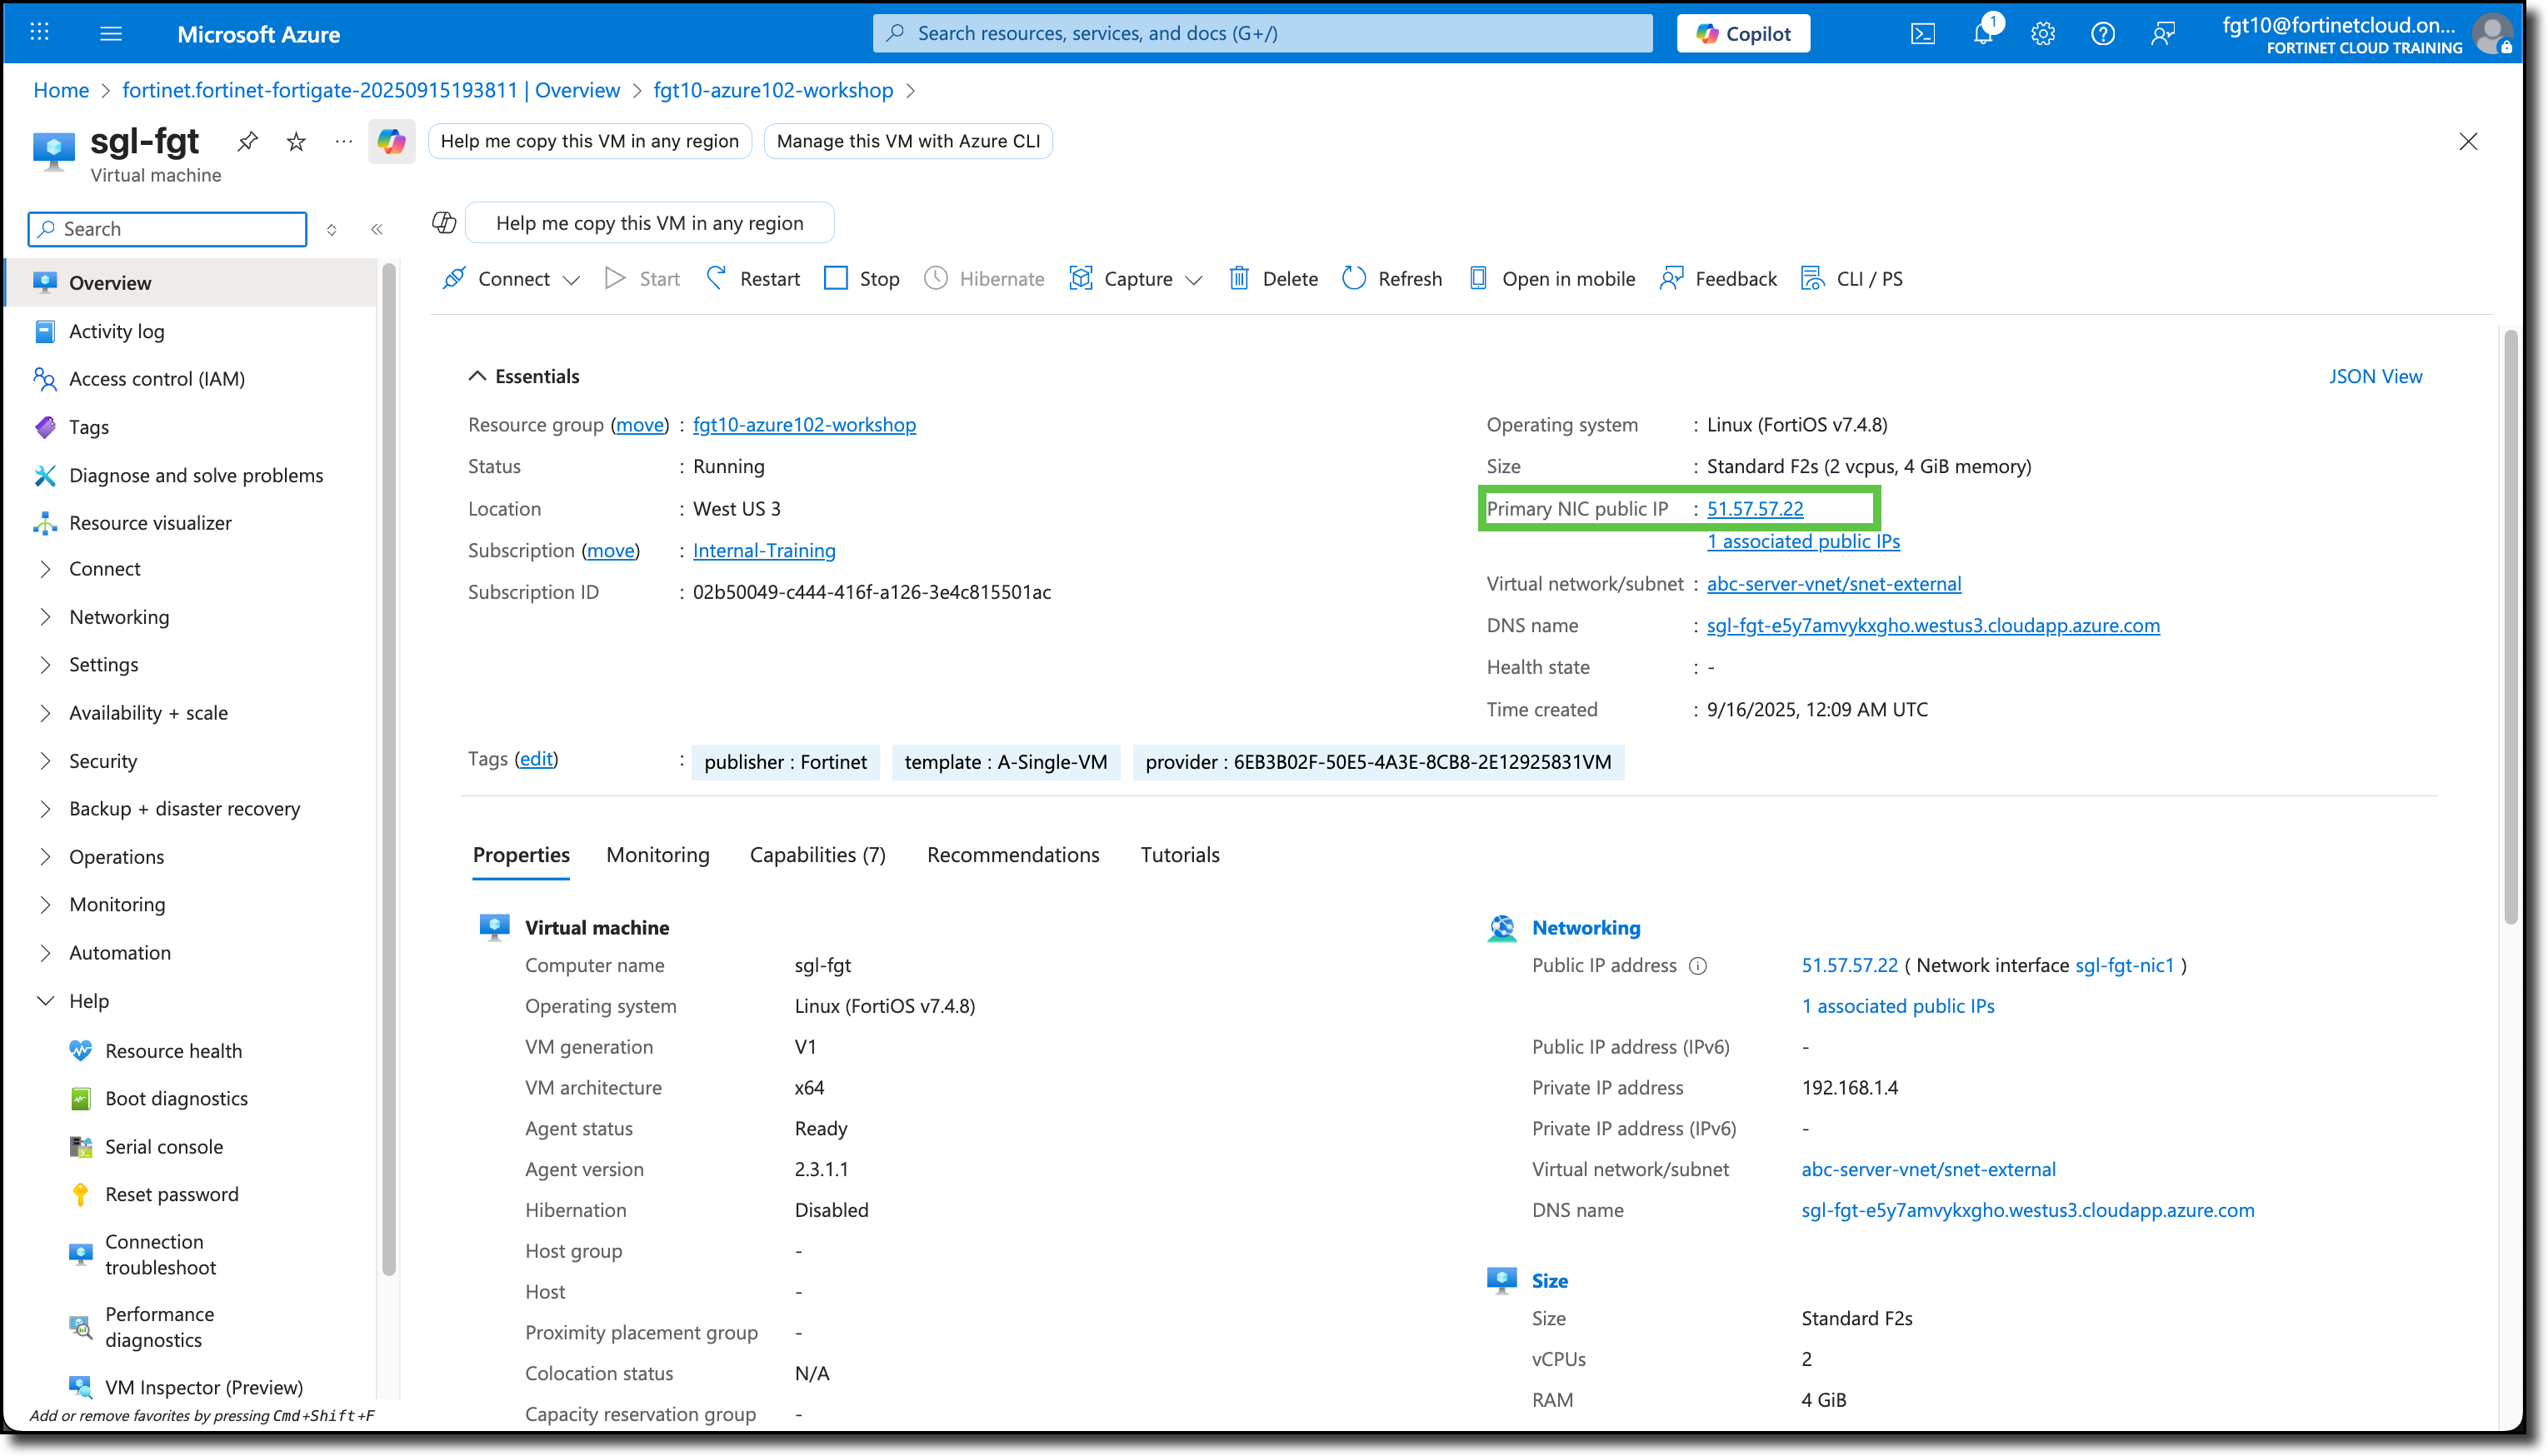 Microsoft Azure
Search resources, services, and docs (G+/)
Copilot
1
fgt10@fortinetcloud.on...
FORTINET CLOUD TRAINING
Home > fortinet.fortinet-fortigate-20250915193811 | Overview > fgt10-azure102-workshop >
sgl-fgt
Virtual machine
Help me copy this VM in any region
Manage this VM with Azure CLI
Search
Help me copy this VM in any region
Connect
Start
Restart
Stop
Hibernate
Capture
Delete
Refresh
Open in mobile
Feedback
CLI / PS
Overview
Activity log
Access control (IAM)
Tags
Diagnose and solve problems
Resource visualizer
Connect
Networking
Settings
Availability + scale
Security
Backup + disaster recovery
Operations
Monitoring
Automation
Help
Resource health
Boot diagnostics
Serial console
Reset password
Connection
troubleshoot
Performance
diagnostics
VM Inspector (Preview)
Add or remove favorites by pressing Cmd+Shift+F
Essentials
JSON View
Resource group (move) : fgt10-azure102-workshop
Status : Running
Location : West US 3
Subscription (move) : Internal-Training
Subscription ID : 02b50049-c444-416f-a126-3e4c815501ac
Operating system : Linux (FortiOS v7.4.8)
Size : Standard F2s (2 vcpus, 4 GiB memory)
Primary NIC public IP : 51.57.57.22
1 associated public IPs
Virtual network/subnet : abc-server-vnet/snet-external
DNS name : sgl-fgt-e5y7amvykxgho.westus3.cloudapp.azure.com
Health state : -
Time created : 9/16/2025, 12:09 AM UTC
Tags (edit) : publisher : Fortinet template : A-Single-VM provider : 6EB3B02F-50E5-4A3E-8CB8-2E12925831VM
Properties
Monitoring
Capabilities (7)
Recommendations
Tutorials
Virtual machine
Computer name sgl-fgt
Operating system Linux (FortiOS v7.4.8)
VM generation V1
VM architecture x64
Agent status Ready
Agent version 2.3.1.1
Hibernation Disabled
Host group -
Host -
Proximity placement group -
Colocation status N/A
Capacity reservation group -
Networking
Public IP address 51.57.57.22 ( Network interface sgl-fgt-nic1 )
1 associated public IPs
Public IP address (IPv6) -
Private IP address 192.168.1.4
Private IP address (IPv6) -
Virtual network/subnet abc-server-vnet/snet-external
DNS name sgl-fgt-e5y7amvykxgho.westus3.cloudapp.azure.com
Size
Size Standard F2s
vCPUs 2
RAM 4 GiB